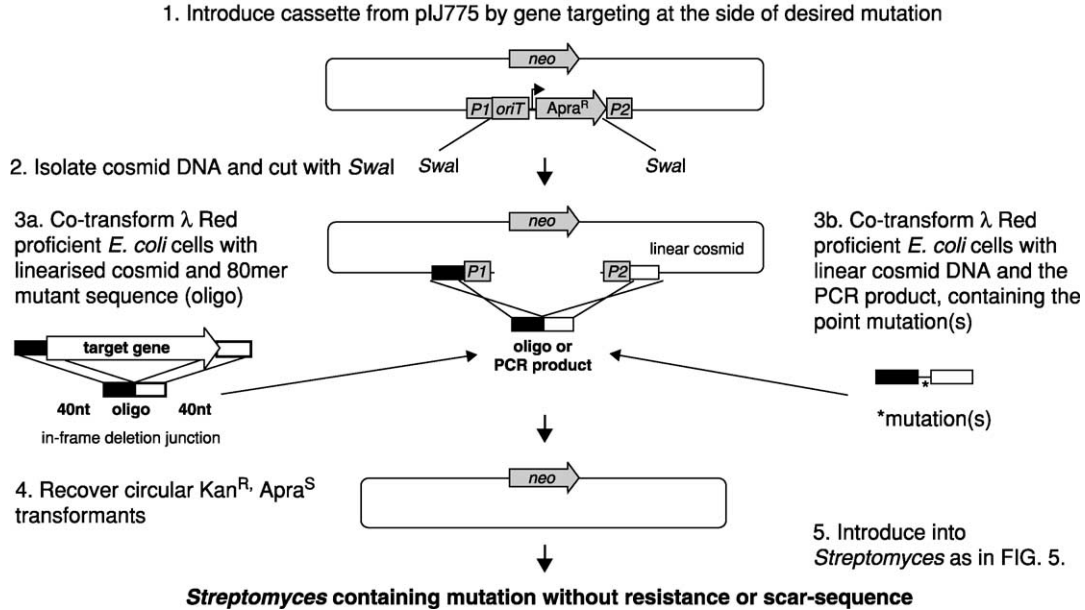 1. Introduce cassette from pIJ775 by gene targeting at the side of desired mutation
neo
P1 oriT Apraᴿ P2
2. Isolate cosmid DNA and cut with SwaI SwaI SwaI
3a. Co-transform λ Red
proficient E. coli cells with
linearised cosmid and 80mer
mutant sequence (oligo)
target gene
40nt oligo 40nt
in-frame deletion junction
neo
linear cosmid
P1 P2
oligo or
PCR product
3b. Co-transform λ Red
proficient E. coli cells with
linear cosmid DNA and the
PCR product, containing the
point mutation(s)
*
*mutation(s)
4. Recover circular Kanᴿ, Apraˢ
transformants
neo
5. Introduce into
Streptomyces as in FIG. 5.
Streptomyces containing mutation without resistance or scar-sequence